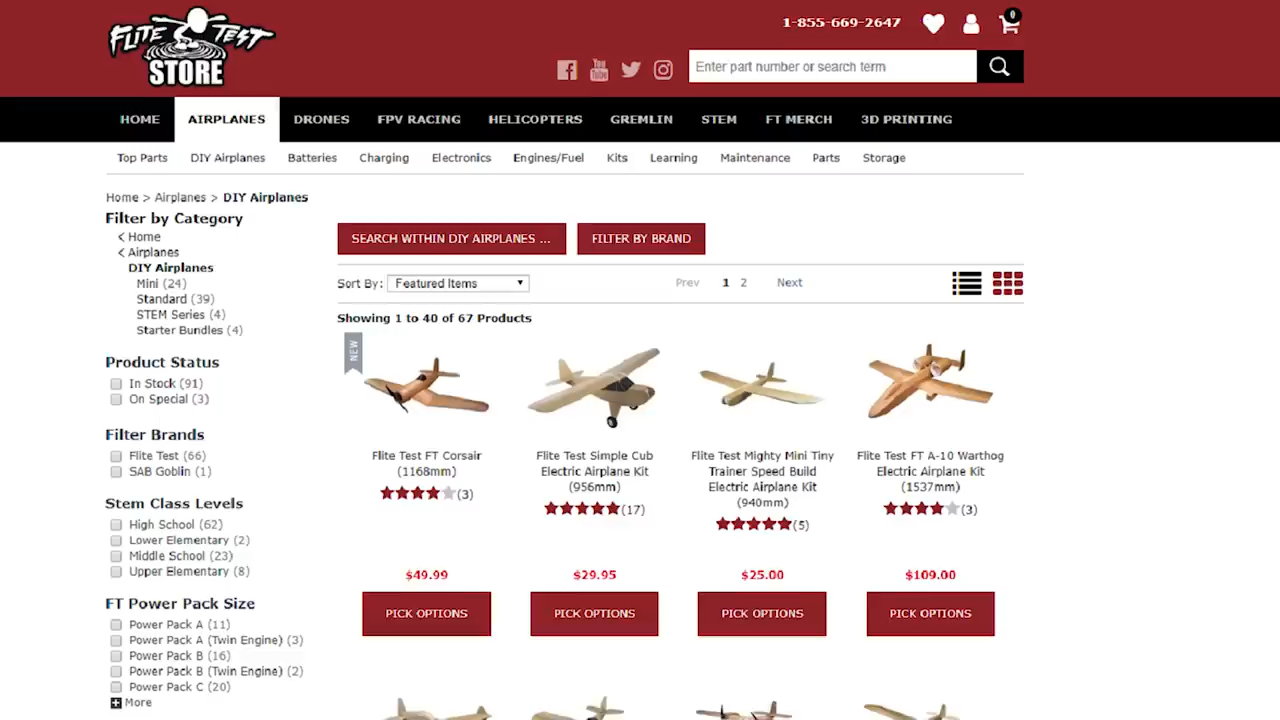 FLITE TEST
STORE
1-855-669-2647
0
Enter part number or search term
HOME AIRPLANES DRONES FPV RACING HELICOPTERS GREMLIN STEM FT MERCH 3D PRINTING
Top Parts DIY Airplanes Batteries Charging Electronics Engines/Fuel Kits Learning Maintenance Parts Storage
Home > Airplanes > DIY Airplanes
Filter by Category
< Home
< Airplanes
DIY Airplanes
Mini (24)
Standard (39)
STEM Series (4)
Starter Bundles (4)
Product Status
In Stock (91)
On Special (3)
Filter Brands
Flite Test (66)
SAB Goblin (1)
Stem Class Levels
High School (62)
Lower Elementary (2)
Middle School (23)
Upper Elementary (8)
FT Power Pack Size
Power Pack A (11)
Power Pack A (Twin Engine) (3)
Power Pack B (16)
Power Pack B (Twin Engine) (2)
Power Pack C (20)
More
SEARCH WITHIN DIY AIRPLANES ... FILTER BY BRAND
Sort By: Featured Items Prev 1 2 Next
Showing 1 to 40 of 67 Products
NEW
Flite Test FT Corsair
(1168mm)
(3)
$49.99
PICK OPTIONS
Flite Test Simple Cub
Electric Airplane Kit
(956mm)
(17)
$29.95
PICK OPTIONS
Flite Test Mighty Mini Tiny
Trainer Speed Build
Electric Airplane Kit
(940mm)
(5)
$25.00
PICK OPTIONS
Flite Test FT A-10 Warthog
Electric Airplane Kit
(1537mm)
(3)
$109.00
PICK OPTIONS